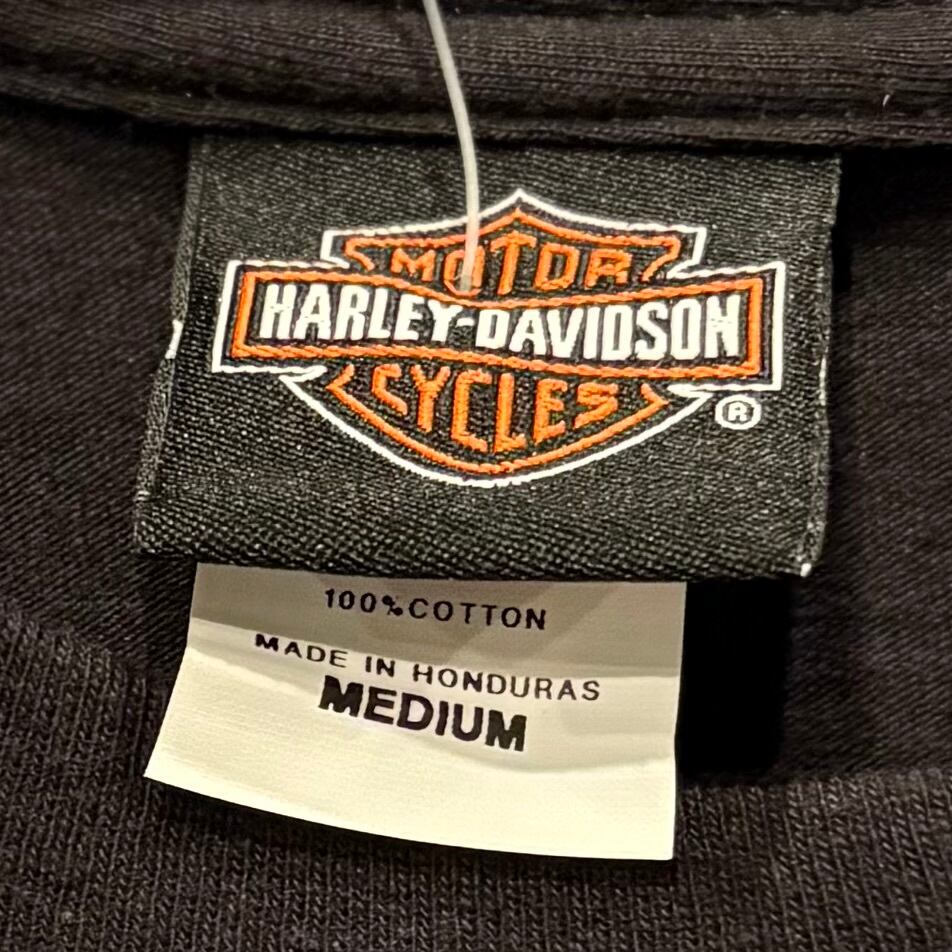 MOTOR
HARLEY-DAVIDSON
CYCLES
®
100% COTTON
MADE IN HONDURAS
MEDIUM